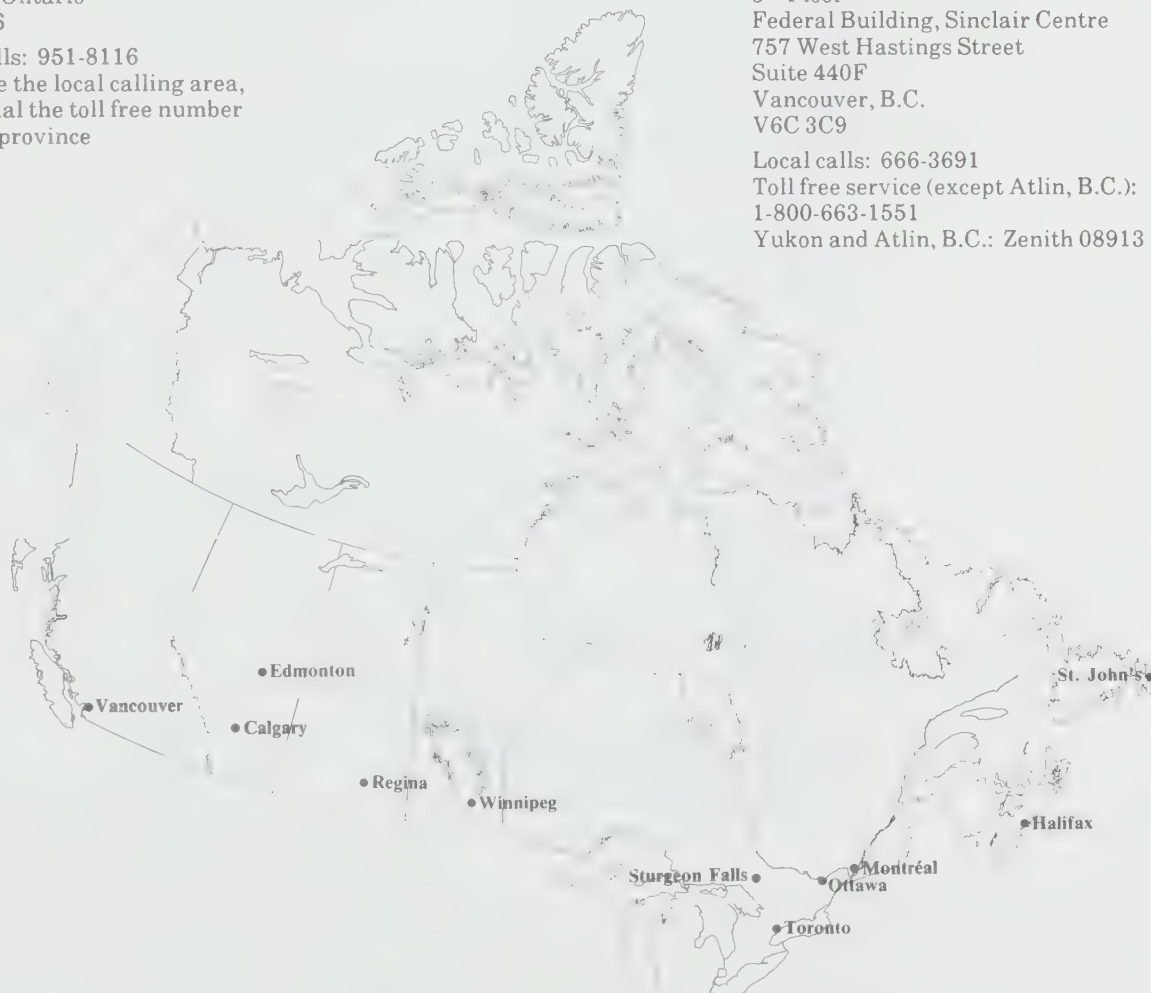 Ontario
lls: 951-8116
e the local calling area,
al the toll free number
province
Floor
Federal Building, Sinclair Centre
757 West Hastings Street
Suite 440F
Vancouver, B.C.
V6C 3C9
Local calls: 666-3691
Toll free service (except Atlin, B.C.):
1-800-663-1551
Yukon and Atlin, B.C.: Zenith 08913
Edmonton
St. John's
Vancouver
Calgary
Regina
Winnipeg
Halifax
Montréal
Sturgeon Falls
Ottawa
Toronto